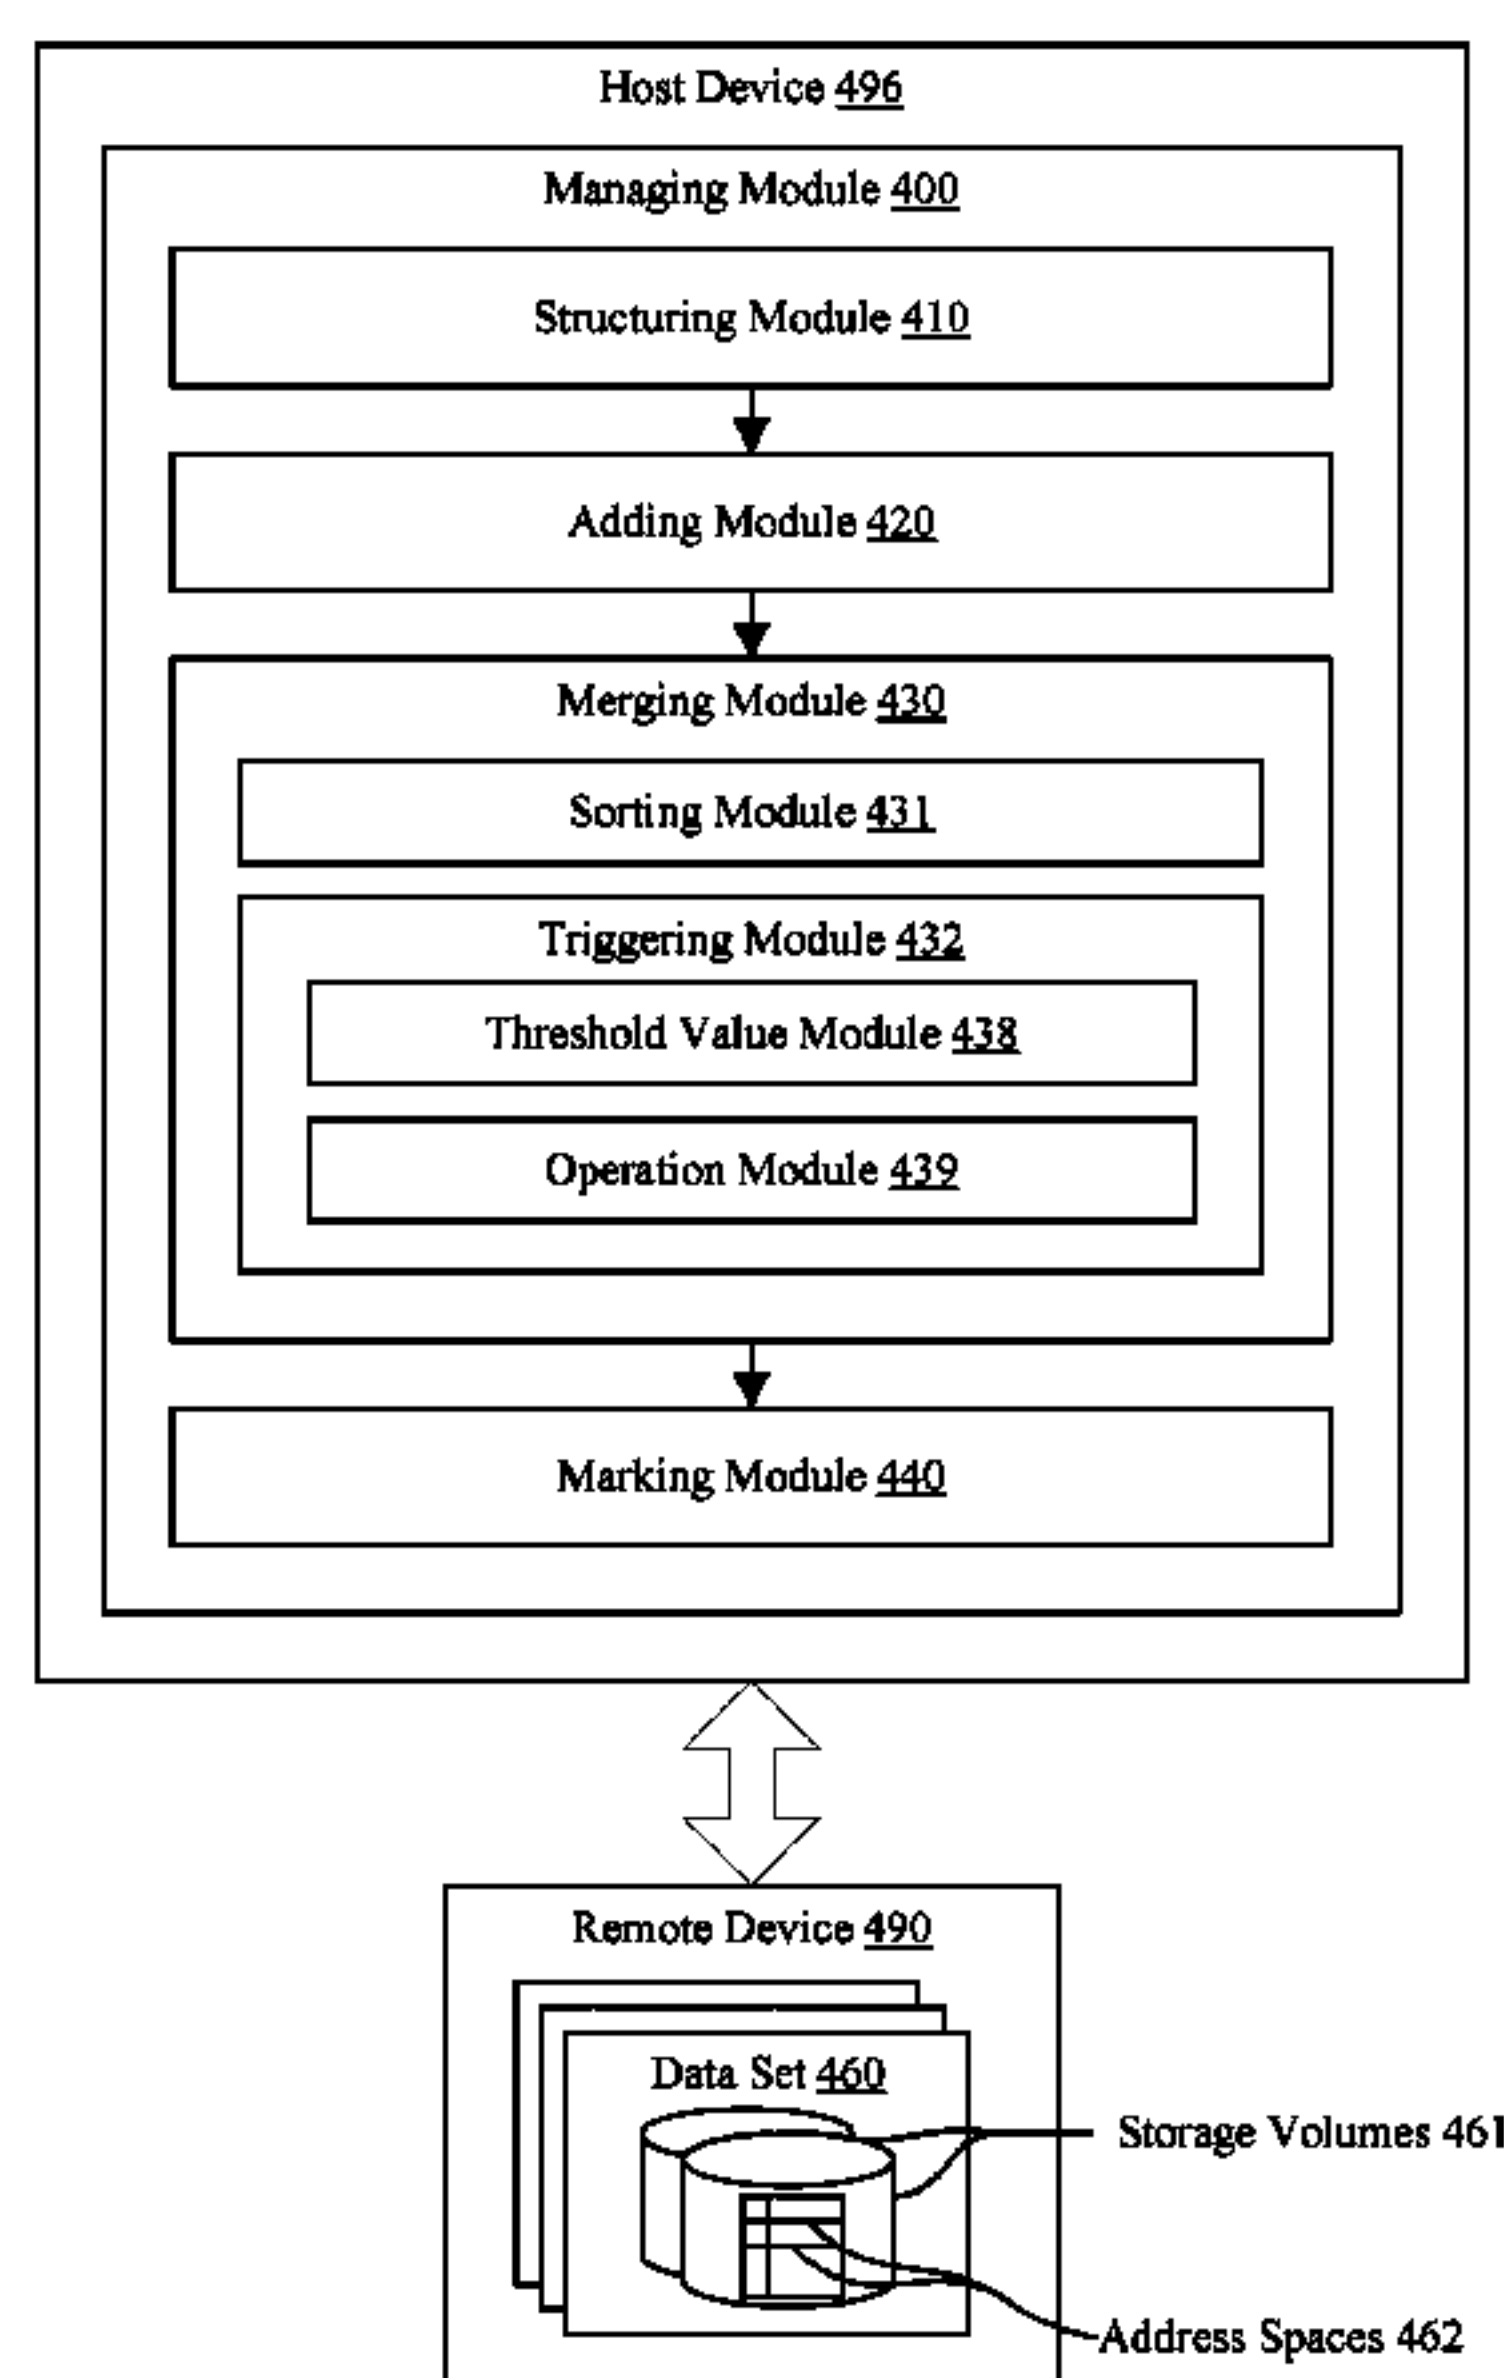 Host Device 496
Managing Module 400
Structuring Module 410
Adding Module 420
Merging Module 430
Sorting Module 431
Triggering Module 432
Threshold Value Module 438
Operation Module 439
Marking Module 440
Remote Device 490
Data Set 460
Storage Volumes 461
Address Spaces 462